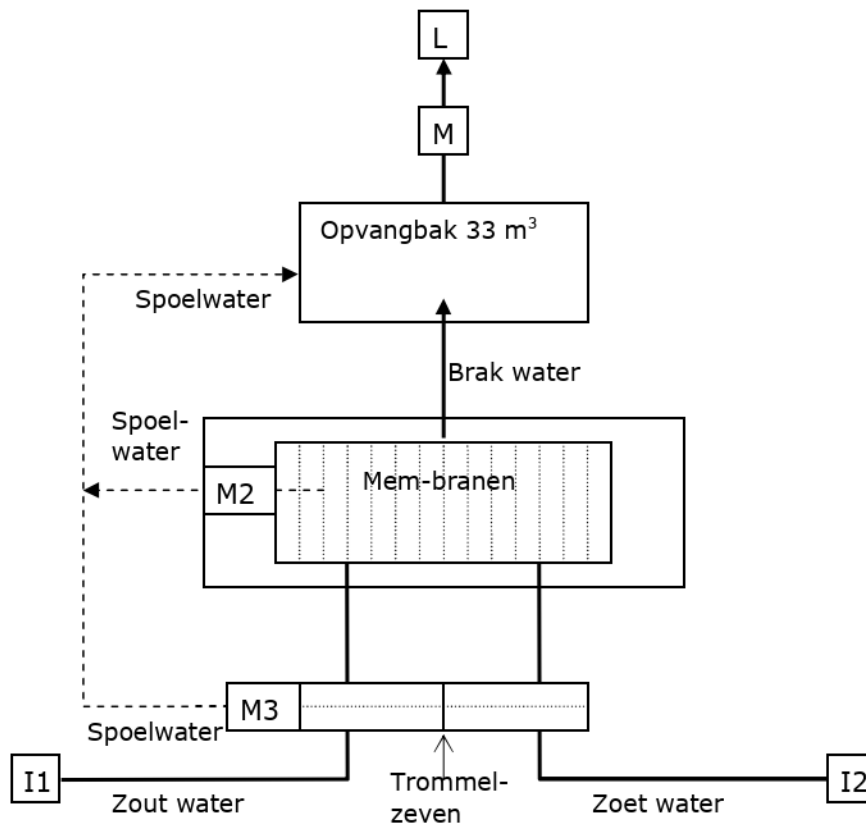 L
M
Opvangbak 33 m³
Spoelwater
Brak water
Spoel-
water
M2
Mem-branen
M3
Spoelwater
I1
Zout water
Trommel-
zeven
Zoet water
I2